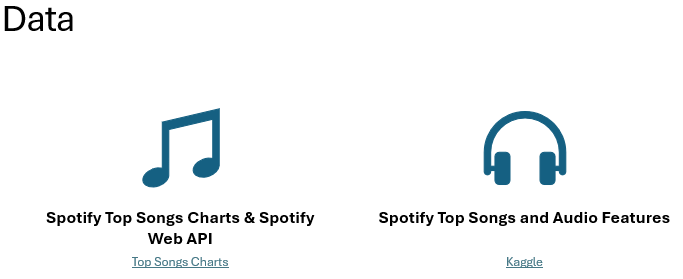 Data
Spotify Top Songs Charts & Spotify
Web API
Top Songs Charts
Spotify Top Songs and Audio Features
Kaggle